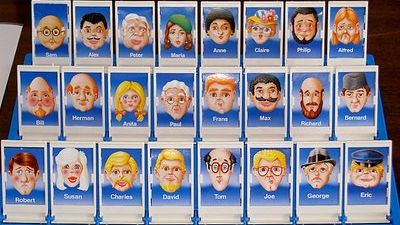 Sam Alex Peter Maria Anne Claire Philip Alfred
Bill Herman Anita Paul Frans Max Richard Bernard
Robert Susan Charles David Tom Joe George Eric